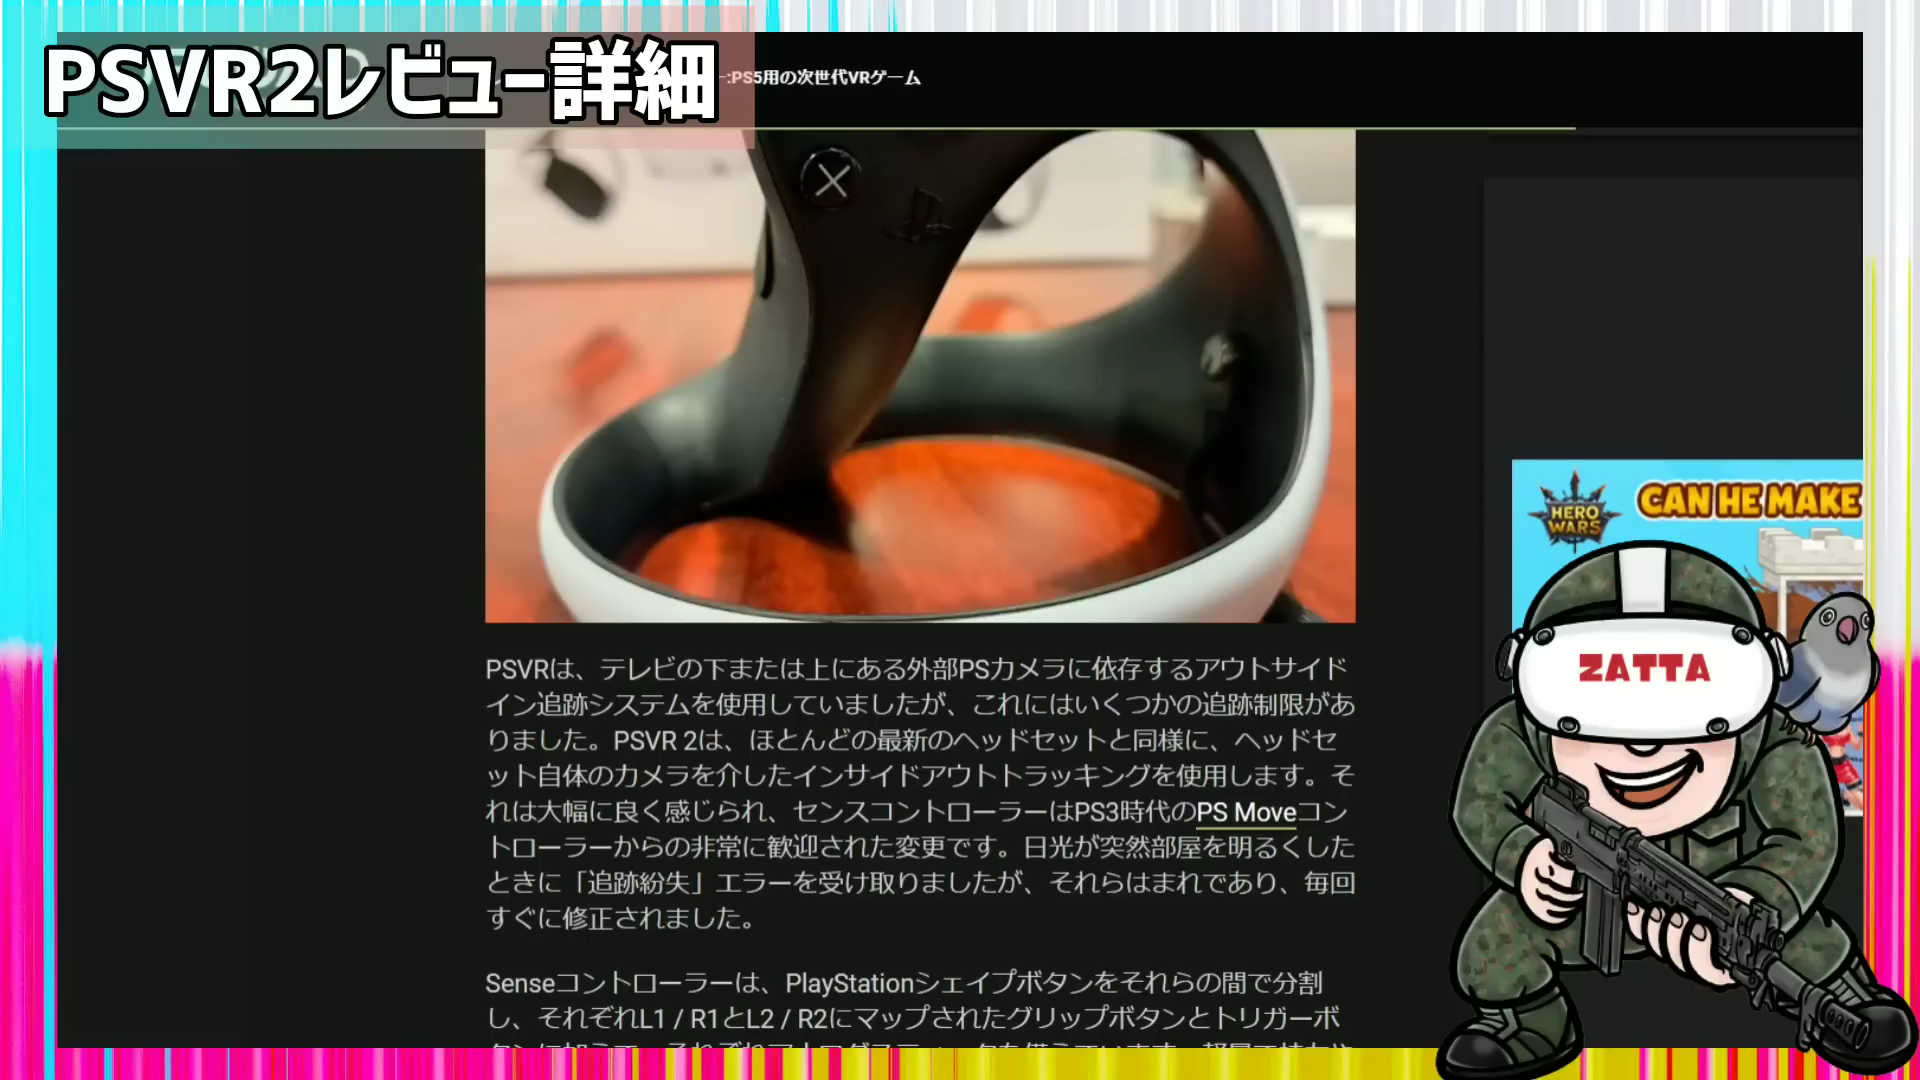 PSVR2レビュー詳細
:PS5用の次世代VRゲーム
HERO
WARS
CAN HE MAKE
ZATTA
PSVRは、テレビの下または上にある外部PSカメラに依存するアウトサイド
イン追跡システムを使用していましたが、これにはいくつかの追跡制限があ
りました。PSVR 2は、ほとんどの最新のヘッドセットと同様に、ヘッドセ
ット自体のカメラを介したインサイドアウトトラッキングを使用します。そ
れは大幅に良く感じられ、センスコントローラーはPS3時代のPS Moveコン
トローラーからの非常に歓迎された変更です。日光が突然部屋を明るくした
ときに「追跡紛失」エラーを受け取りましたが、それらはまれであり、毎回
すぐに修正されました。
Senseコントローラーは、PlayStationシェイプボタンをそれらの間で分割
し、それぞれL1 / R1とL2 / R2にマップされたグリップボタンとトリガーボ